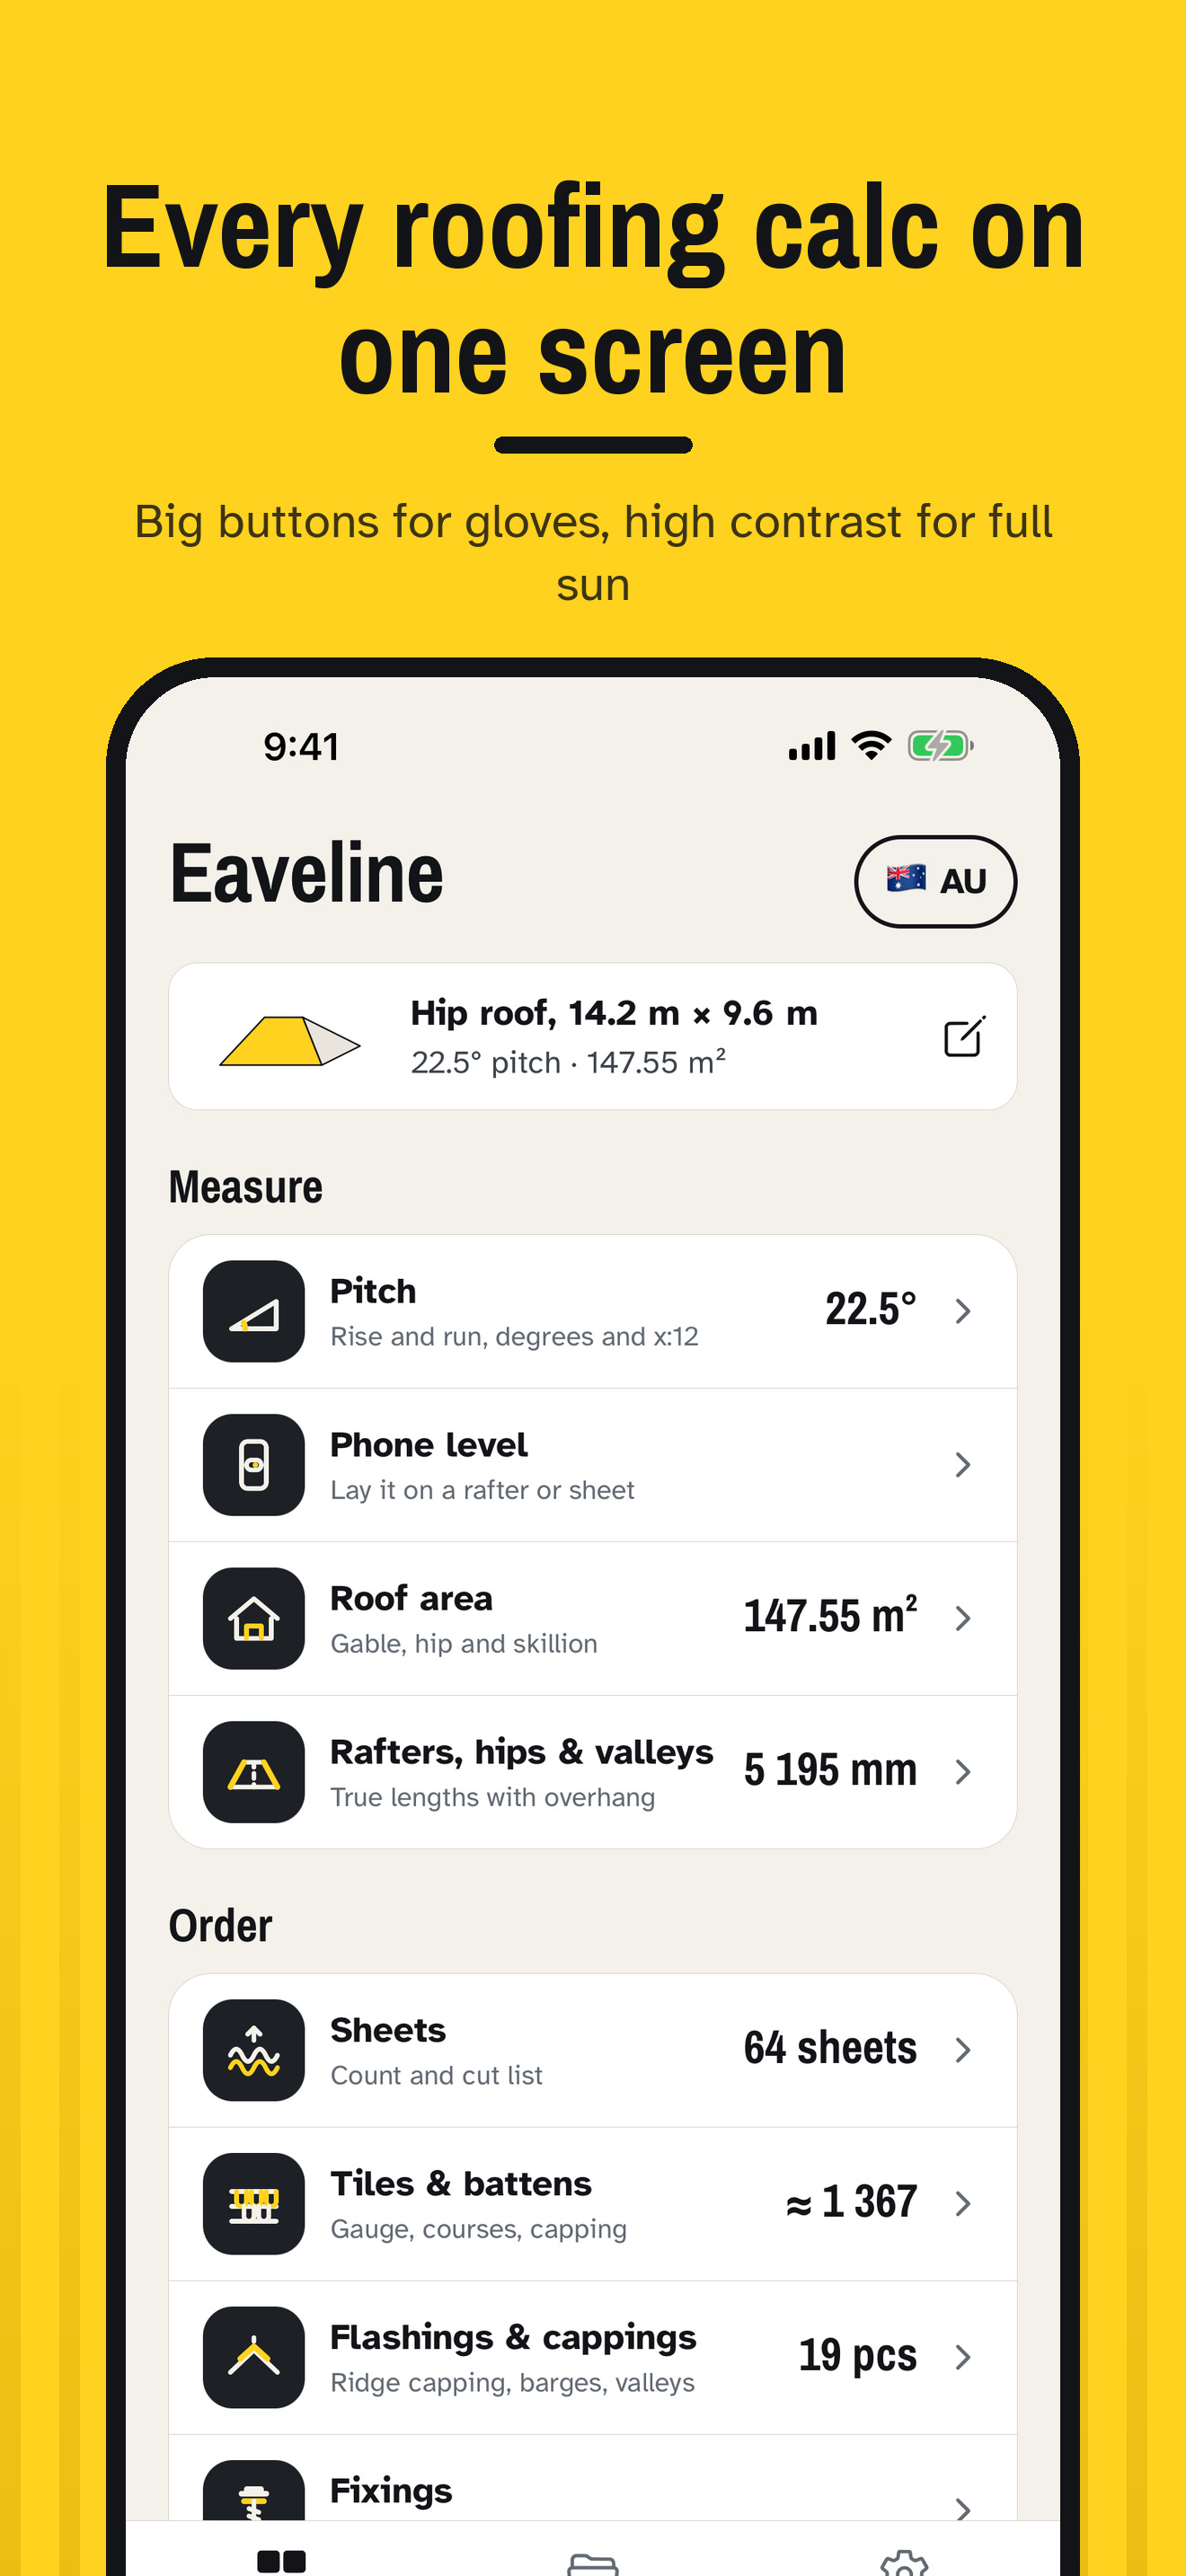 Every roofing calc on
one screen
Big buttons for gloves, high contrast for full
sun
9:41
Eaveline
AU
Hip roof, 14.2 m × 9.6 m
22.5° pitch · 147.55 m²
Measure
Pitch
22.5°
Rise and run, degrees and x:12
Phone level
Lay it on a rafter or sheet
Roof area
147.55 m²
Gable, hip and skillion
Rafters, hips & valleys
5 195 mm
True lengths with overhang
Order
Sheets
64 sheets
Count and cut list
Tiles & battens
≈ 1 367
Gauge, courses, capping
Flashings & cappings
19 pcs
Ridge capping, barges, valleys
Fixings